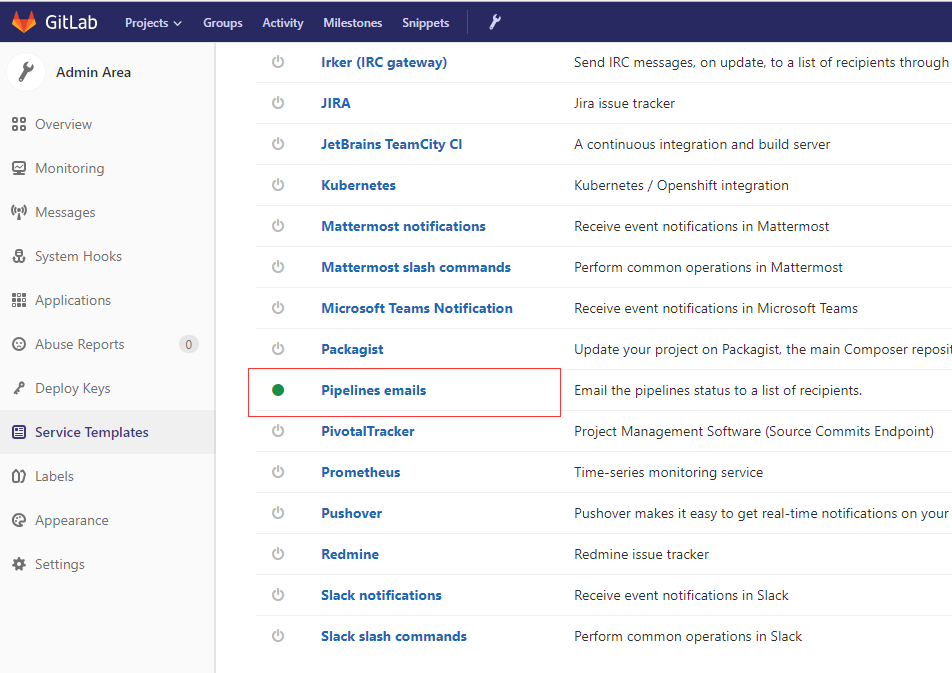 GitLab Projects Groups Activity Milestones Snippets
Admin Area
Overview
Monitoring
Messages
System Hooks
Applications
Abuse Reports 0
Deploy Keys
Service Templates
Labels
Appearance
Settings
Irker (IRC gateway) Send IRC messages, on update, to a list of recipients through
JIRA Jira issue tracker
JetBrains TeamCity CI A continuous integration and build server
Kubernetes Kubernetes / Openshift integration
Mattermost notifications Receive event notifications in Mattermost
Mattermost slash commands Perform common operations in Mattermost
Microsoft Teams Notification Receive event notifications in Microsoft Teams
Packagist Update your project on Packagist, the main Composer reposit
Pipelines emails Email the pipelines status to a list of recipients.
PivotalTracker Project Management Software (Source Commits Endpoint)
Prometheus Time-series monitoring service
Pushover Pushover makes it easy to get real-time notifications on your
Redmine Redmine issue tracker
Slack notifications Receive event notifications in Slack
Slack slash commands Perform common operations in Slack